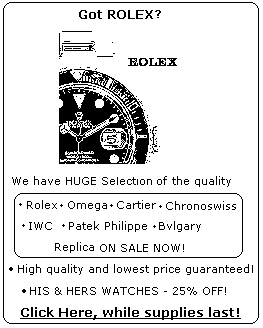 Got ROLEX?
ROLEX
We have HUGE Selection of the quality
• Rolex • Omega • Cartier • Chronoswiss
• IWC • Patek Philippe • Bvlgary
Replica ON SALE NOW!
• High quality and lowest price guaranteed!
• HIS & HERS WATCHES - 25% OFF!
Click Here, while supplies last!